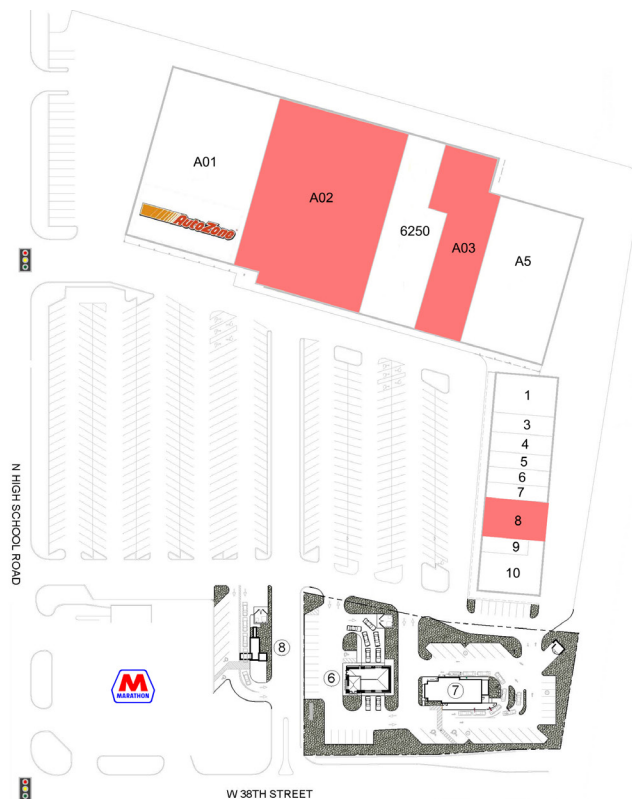 A01
A02
AutoZone
6250
A03
A5
1
3
4
5
6
7
8
9
10
N HIGH SCHOOL ROAD
8
6
7
M
MARATHON
W 38TH STREET